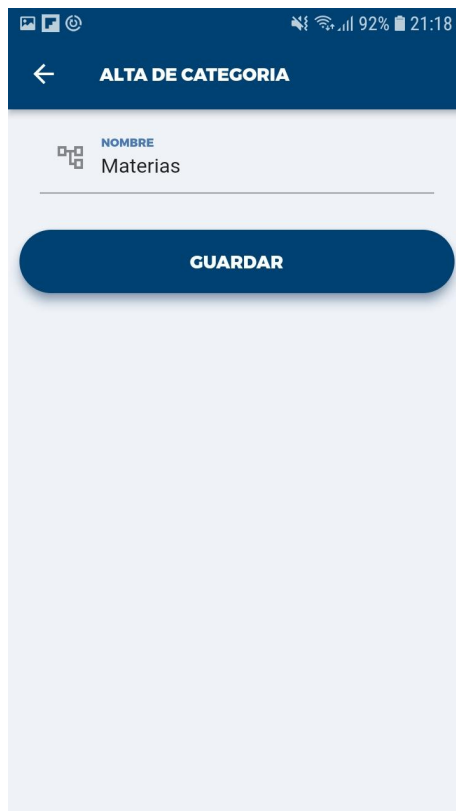 92% 21:18
ALTA DE CATEGORIA
NOMBRE
Materias
GUARDAR